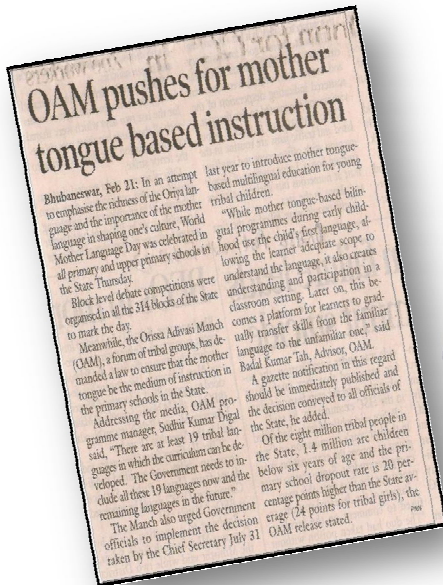 OAM pushes for mother
tongue based instruction
Bhubaneswar, Feb 21: In an attempt
to emphasise the richness of the Oriya lan-
guage and the importance of the mother
language in shaping one's culture, World
Mother Language Day was celebrated in
all primary and upper primary schools in
the State Thursday.
Block level debate competitions were
organised in all the 314 blocks of the State
to mark the day.
Meanwhile, the Orissa Adivasi Manch
(OAM), a forum of tribal groups, has de-
manded a law to ensure that the mother
tongue be the medium of instruction in
the primary schools in the State.
Addressing the media, OAM pro-
gramme manager, Sudhir Kumar Digal
said, "There are at least 19 tribal lan-
guages in which the curriculum can be de-
veloped. The Government needs to in-
clude all these 19 languages now and the
remaining languages in the future."
The Manch also urged Government
officials to implement the decision
taken by the Chief Secretary July 31
last year to introduce mother tongue-
based multilingual education for young
tribal children.
"While mother tongue-based bilin-
gual programmes during early child-
hood use the child's first language, al-
lowing the learner adequate scope to
understand the language, it also creates
understanding and participation in a
classroom setting. Later on, this be-
comes a platform for learners to grad-
ually transfer skills from the familiar
language to the unfamiliar one," said
Badal Kumar Tah, Advisor, OAM.
A gazette notification in this regard
should be immediately published and
the decision conveyed to all officials of
the State, he added.
Of the eight million tribal people in
the State, 1.4 million are children
below six years of age and the pri-
mary school dropout rate is 20 per-
centage points higher than the State av-
erage (24 points for tribal girls), the
OAM release stated.
PNN